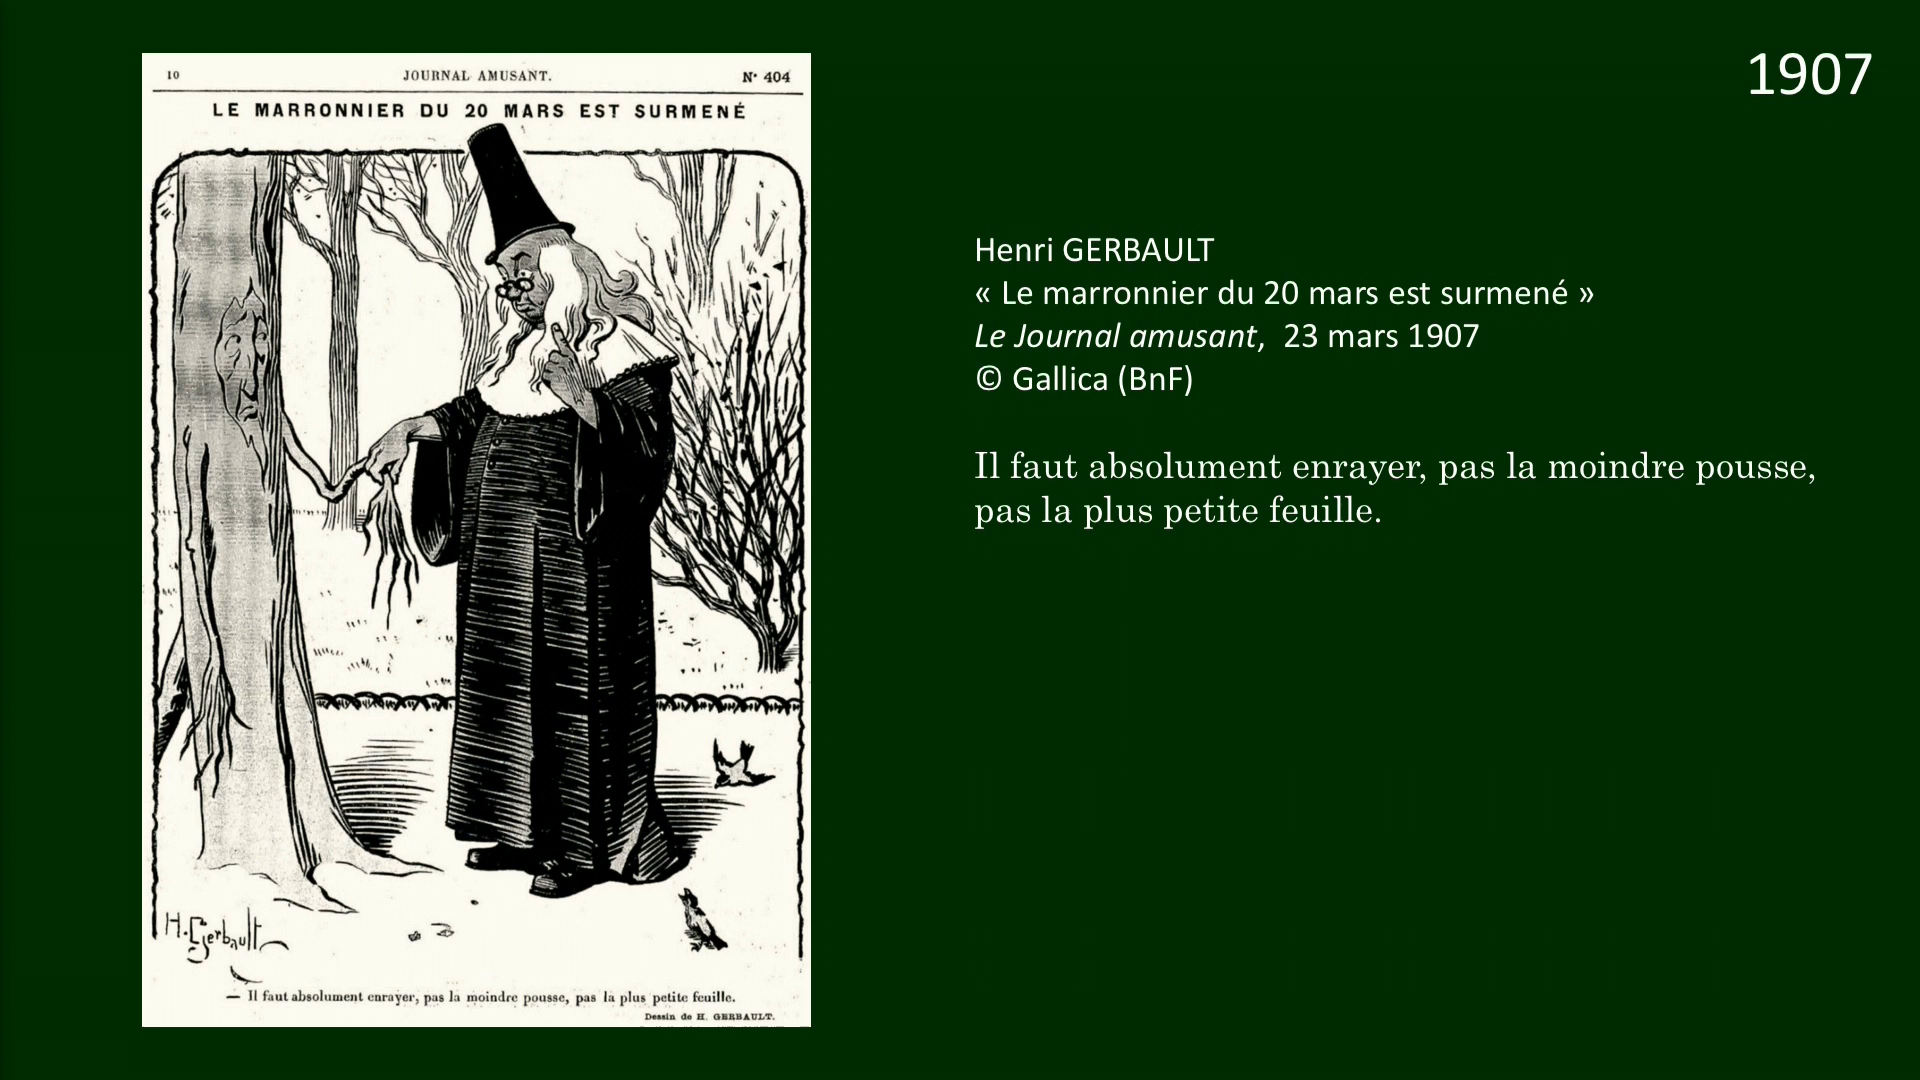 1907
10 JOURNAL AMUSANT. N° 404
LE MARRONNIER DU 20 MARS EST SURMENÉ
H. Gerbault
— Il faut absolument enrayer, pas la moindre pousse, pas la plus petite feuille.
Dessin de H. GERBAULT.
Henri GERBAULT
« Le marronnier du 20 mars est surmené »
Le Journal amusant, 23 mars 1907
© Gallica (BnF)
Il faut absolument enrayer, pas la moindre pousse,
pas la plus petite feuille.